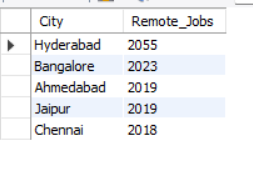 City Remote_Jobs
Hyderabad 2055
Bangalore 2023
Ahmedabad 2019
Jaipur 2019
Chennai 2018